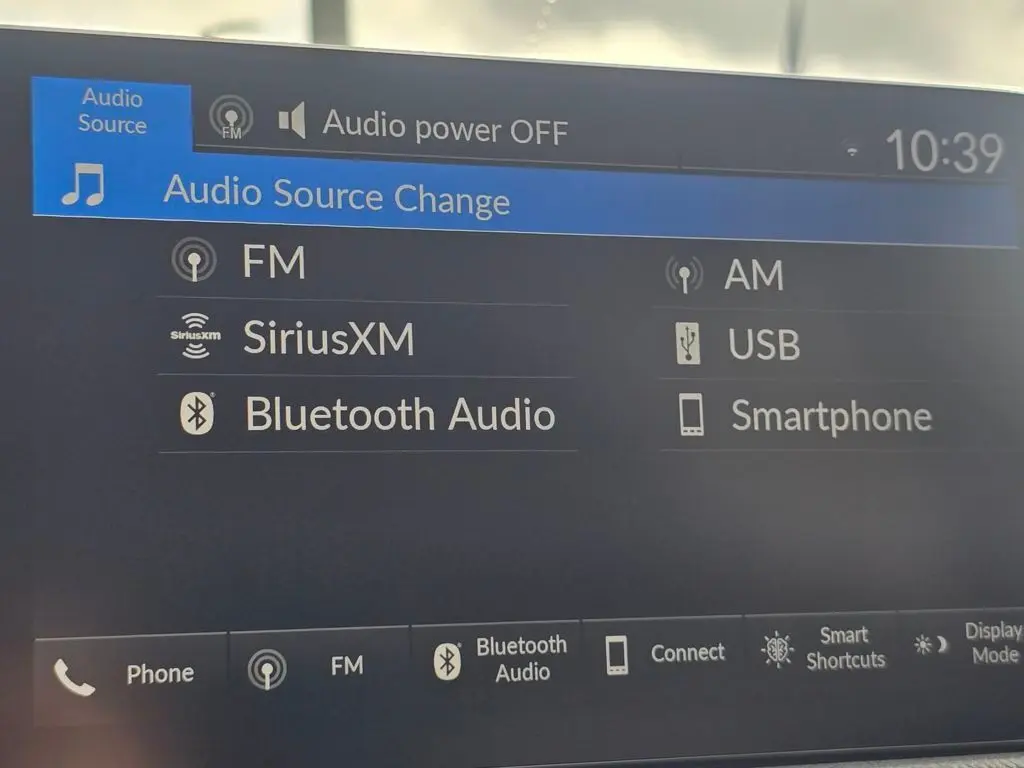 Audio
Source
FM
Audio power OFF
10:39
Audio Source Change
FM
AM
SiriusXM
SiriusXM
USB
Bluetooth Audio
Smartphone
Phone
FM
Bluetooth
Audio
Connect
Smart
Shortcuts
Display
Mode